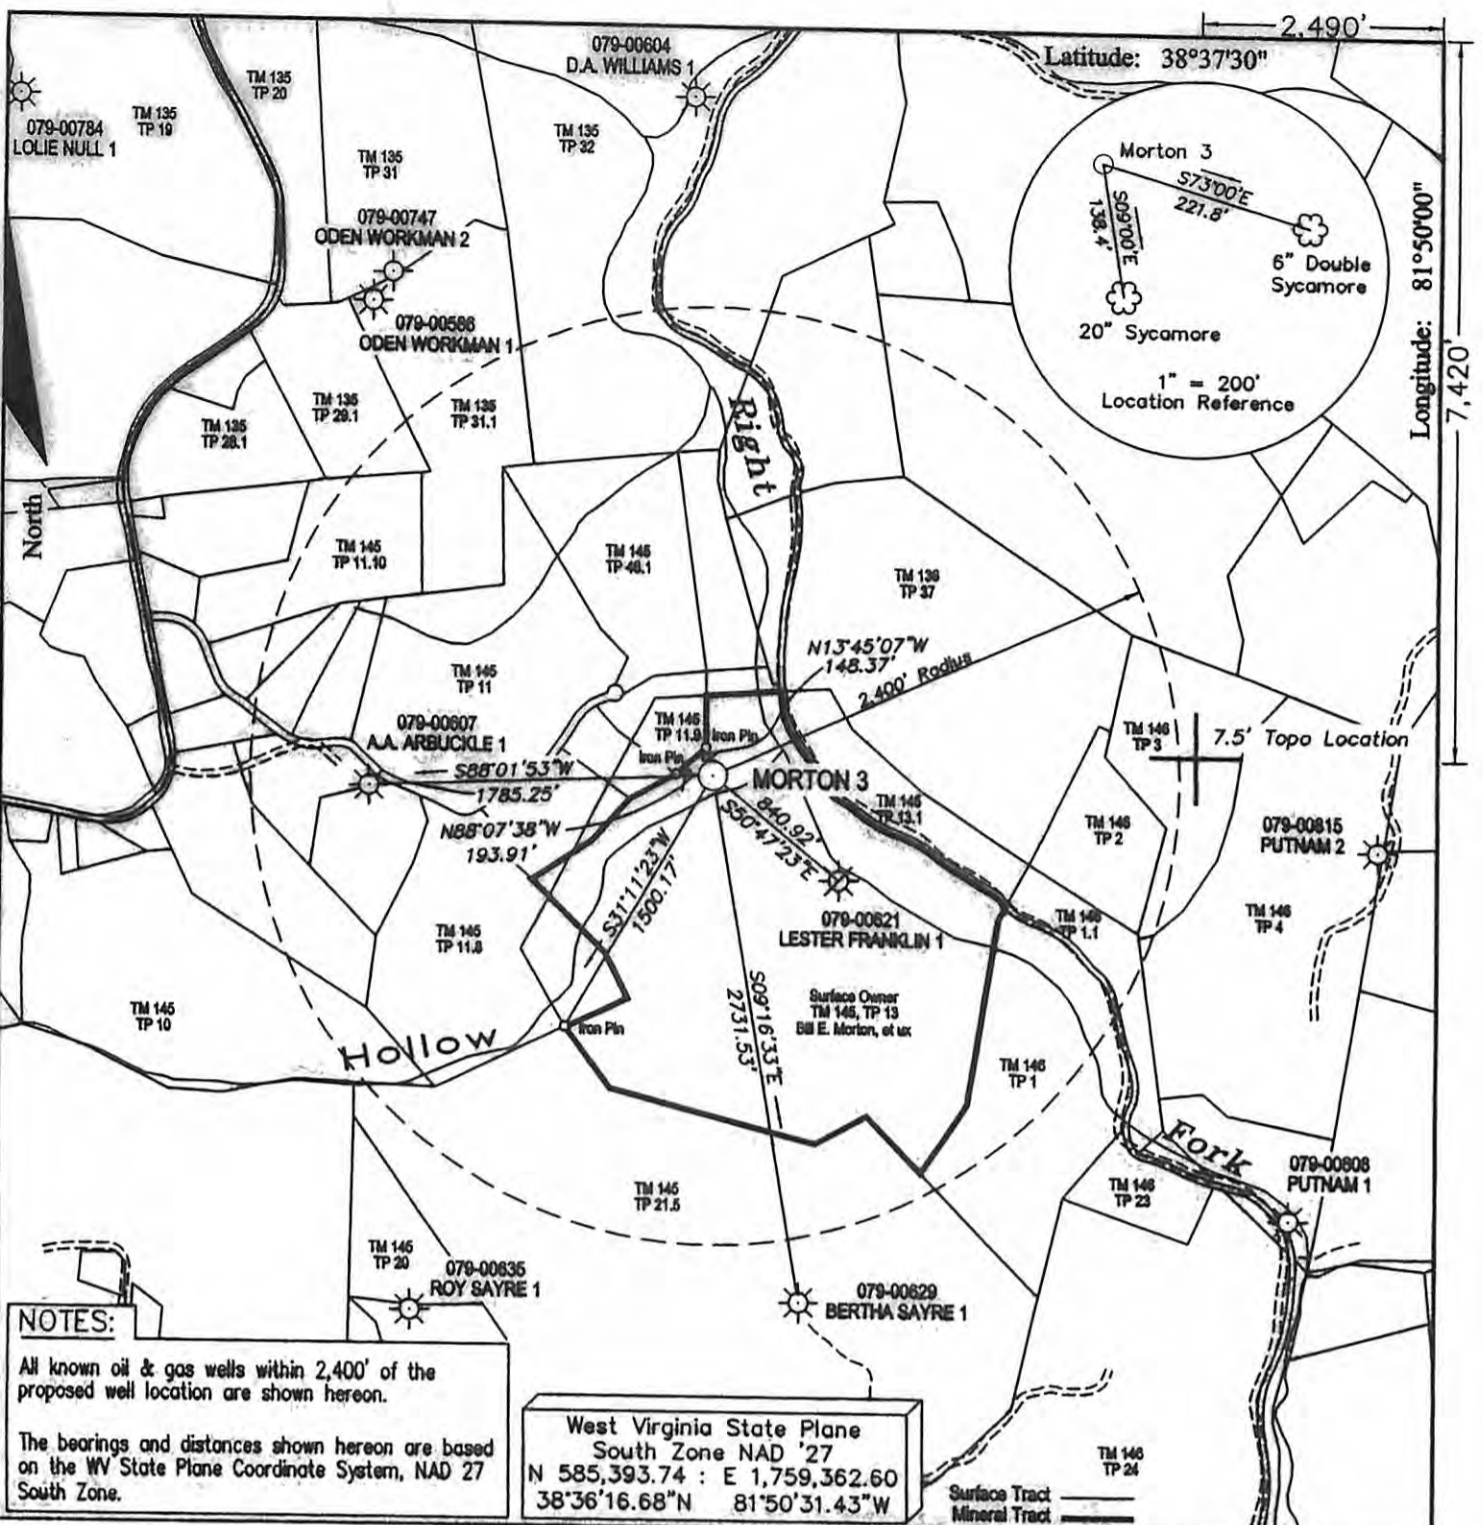 2,490'
Latitude: 38°37'30"
079-00604
D.A. WILLIAMS 1
TM 135
TP 20
079-00784
LOLIE NULL 1
TM 135
TP 19
TM 135
TP 32
TM 135
TP 31
Morton 3
S73°00'E
221.8'
S09°00'E
138.4'
6" Double
Sycamore
20" Sycamore
1" = 200'
Location Reference
Longitude: 81°50'00"
7,420'
079-00747
ODEN WORKMAN 2
079-00586
ODEN WORKMAN 1
TM 135
TP 29.1
TM 135
TP 31.1
TM 135
TP 28.1
Right
North
TM 145
TP 11.10
TM 145
TP 48.1
TM 136
TP 37
N13°45'07"W
148.37'
2,400' Radius
TM 145
TP 11
079-00607
A.A. ARBUCKLE 1
TM 146
TP 11.9
Iron Pin
Iron Pin
TM 146
TP 3
7.5' Topo Location
S88°01'53"W
1785.25'
MORTON 3
N88°07'38"W
193.91'
840.92'
S50°47'23"E
TM 146
TP 13.1
TM 146
TP 2
079-00815
PUTNAM 2
S31°11'23"W
1500.17'
079-00621
LESTER FRANKLIN 1
TM 146
TP 1.1
TM 146
TP 4
TM 145
TP 11.8
S09°16'33"E
2731.53'
Surface Owner
TM 145, TP 13
Bill E. Morton, et ux
TM 145
TP 10
Iron Pin
Hollow
TM 146
TP 1
Fork
079-00808
PUTNAM 1
TM 146
TP 23
TM 145
TP 21.5
TM 145
TP 20
079-00635
ROY SAYRE 1
079-00629
BERTHA SAYRE 1
NOTES:
All known oil & gas wells within 2,400' of the
proposed well location are shown hereon.
The bearings and distances shown hereon are based
on the WV State Plane Coordinate System, NAD 27
South Zone.
West Virginia State Plane
South Zone NAD '27
N 585,393.74 : E 1,759,362.60
38°36'16.68"N 81°50'31.43"W
TM 146
TP 24
Surface Tract
Mineral Tract